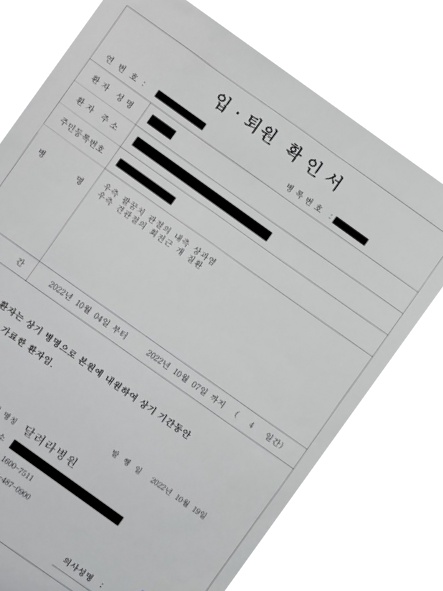 입 · 퇴원 확인서
연 번 호 :
병록번호 :
환 자 성 명
환 자 주 소
주민등록번호
병 명
우측 팔꿈치 관절의 내측 상과염
우측 견관절의 회전근 개 질환
간
2022년 10월 04일 부터 2022년 10월 07일 까지 ( 4 일간)
환자는 상기 병명으로 본원에 내원하여 상기 기간동안
가료한 환자임.
발 행 일 2022년 10월 19일
명칭 달려라병원
소
1600-7511
-487-0900
의사성명 :